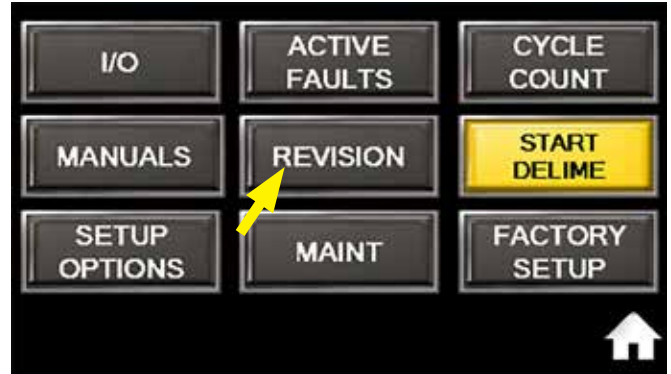 I/O
ACTIVE
FAULTS
CYCLE
COUNT
MANUALS
REVISION
START
DELIME
SETUP
OPTIONS
MAINT
FACTORY
SETUP